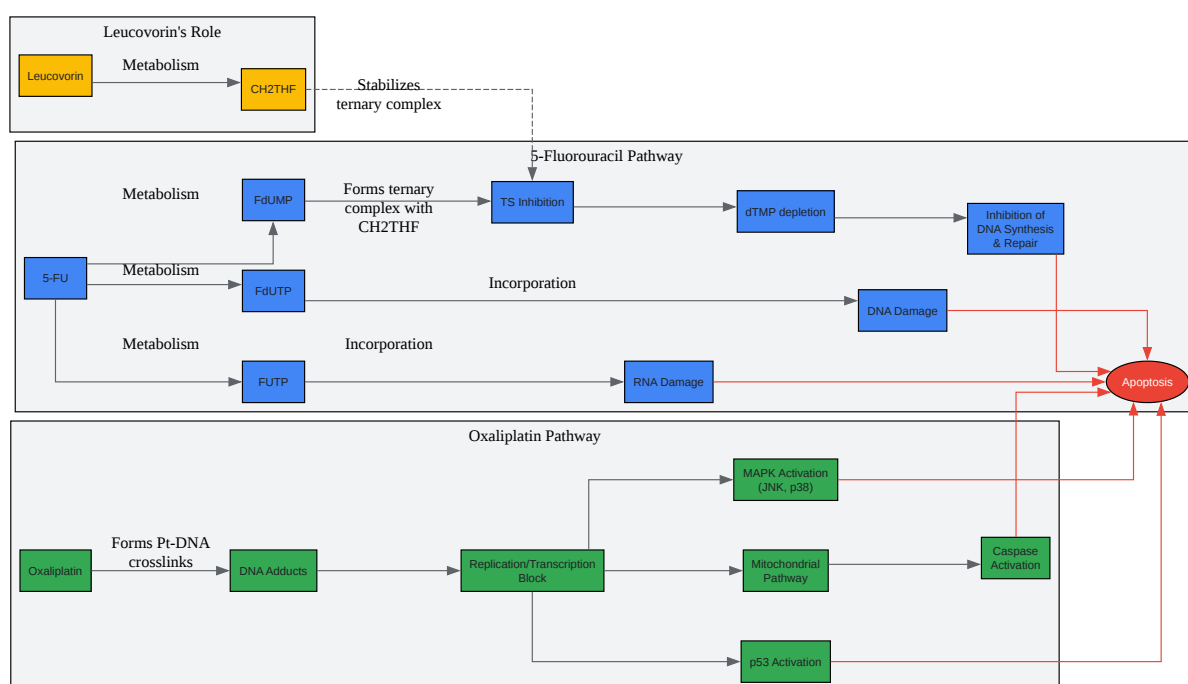 Leucovorin's Role
Metabolism
Leucovorin
CH2THF
Stabilizes
ternary complex
5-Fluorouracil Pathway
Metabolism
FdUMP
Forms ternary
complex with
CH2THF
TS Inhibition
dTMP depletion
Inhibition of
DNA Synthesis
& Repair
5-FU
Metabolism
FdUTP
Incorporation
DNA Damage
Metabolism
FUTP
Incorporation
RNA Damage
Apoptosis
Oxaliplatin Pathway
MAPK Activation
(JNK, p38)
Oxaliplatin
Forms Pt-DNA
crosslinks
DNA Adducts
Replication/Transcription
Block
Mitochondrial
Pathway
Caspase
Activation
p53 Activation